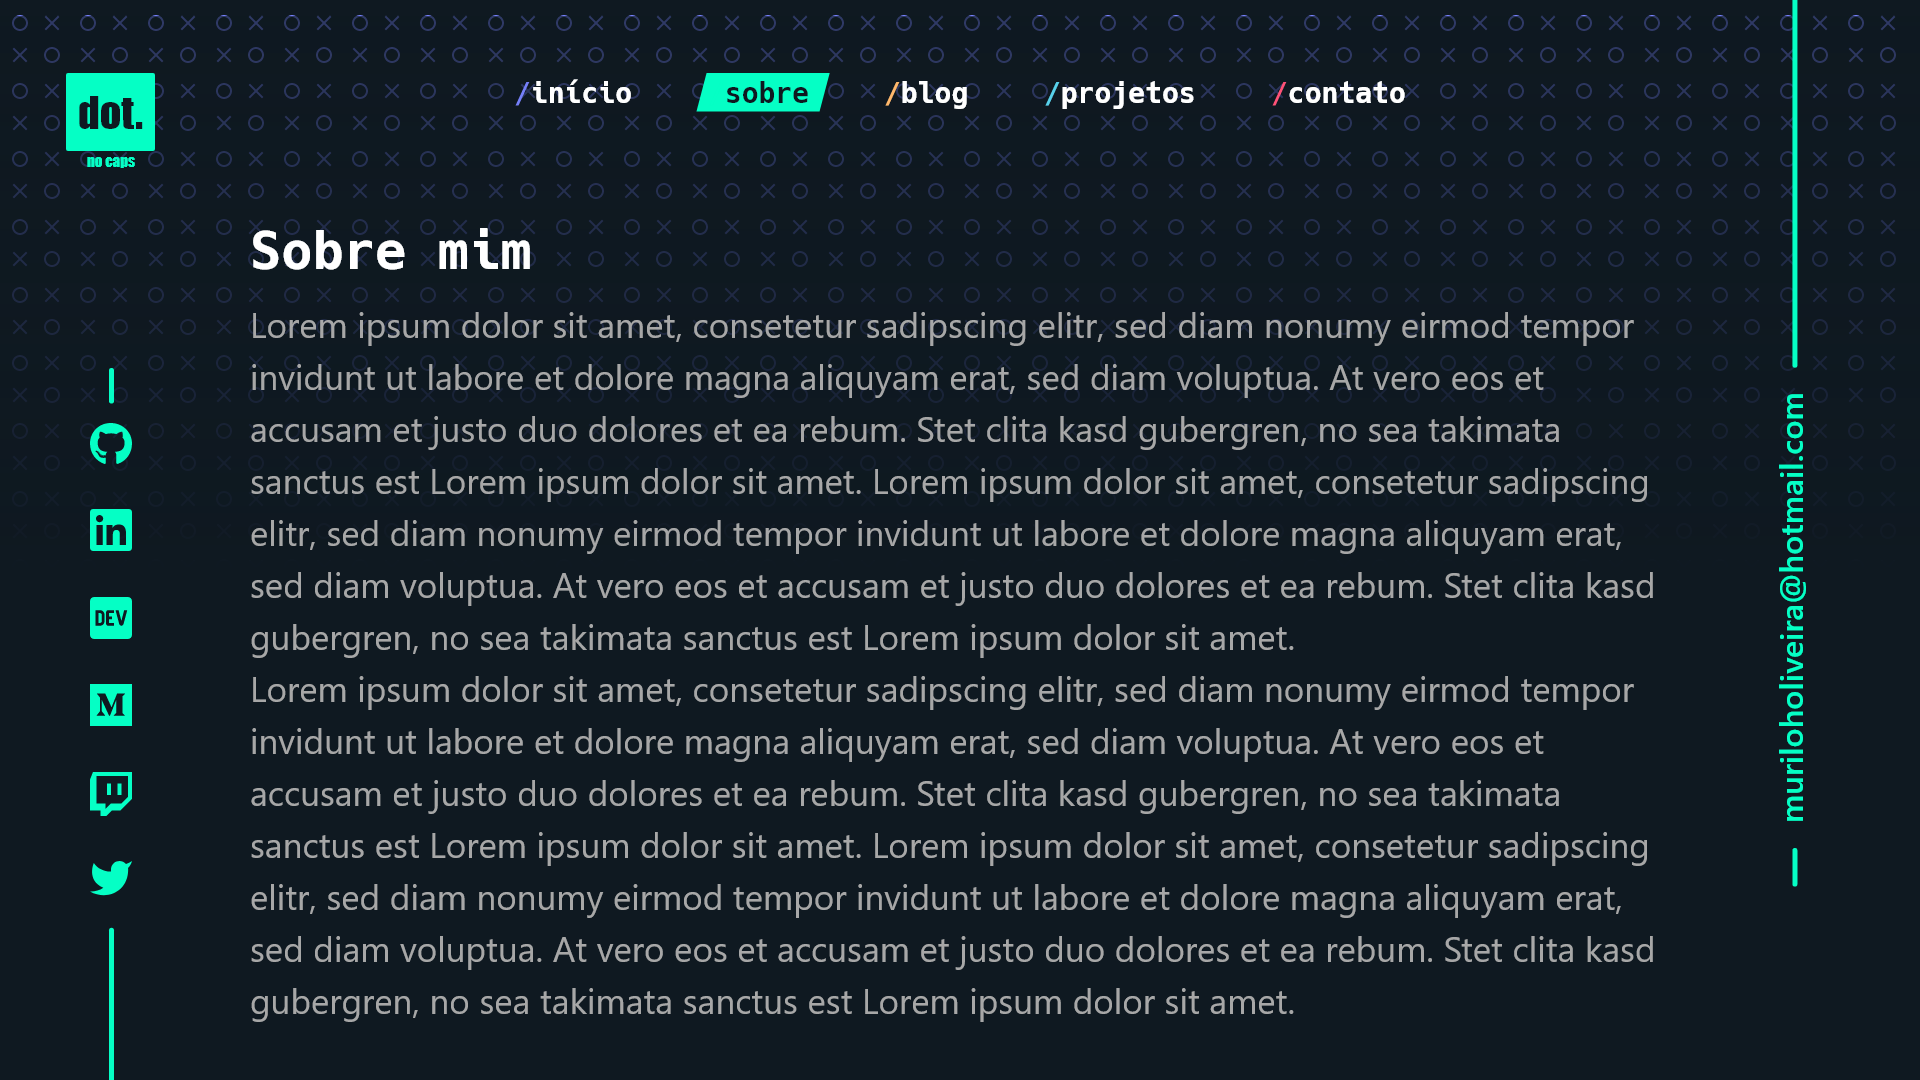 dot.
no caps
/início
sobre
/blog
/projetos
/contato
Sobre mim
Lorem ipsum dolor sit amet, consetetur sadipscing elitr, sed diam nonumy eirmod tempor
invidunt ut labore et dolore magna aliquyam erat, sed diam voluptua. At vero eos et
accusam et justo duo dolores et ea rebum. Stet clita kasd gubergren, no sea takimata
sanctus est Lorem ipsum dolor sit amet. Lorem ipsum dolor sit amet, consetetur sadipscing
elitr, sed diam nonumy eirmod tempor invidunt ut labore et dolore magna aliquyam erat,
sed diam voluptua. At vero eos et accusam et justo duo dolores et ea rebum. Stet clita kasd
gubergren, no sea takimata sanctus est Lorem ipsum dolor sit amet.
Lorem ipsum dolor sit amet, consetetur sadipscing elitr, sed diam nonumy eirmod tempor
invidunt ut labore et dolore magna aliquyam erat, sed diam voluptua. At vero eos et
accusam et justo duo dolores et ea rebum. Stet clita kasd gubergren, no sea takimata
sanctus est Lorem ipsum dolor sit amet. Lorem ipsum dolor sit amet, consetetur sadipscing
elitr, sed diam nonumy eirmod tempor invidunt ut labore et dolore magna aliquyam erat,
sed diam voluptua. At vero eos et accusam et justo duo dolores et ea rebum. Stet clita kasd
gubergren, no sea takimata sanctus est Lorem ipsum dolor sit amet.
in
DEV
M
muriloholiveira@hotmail.com